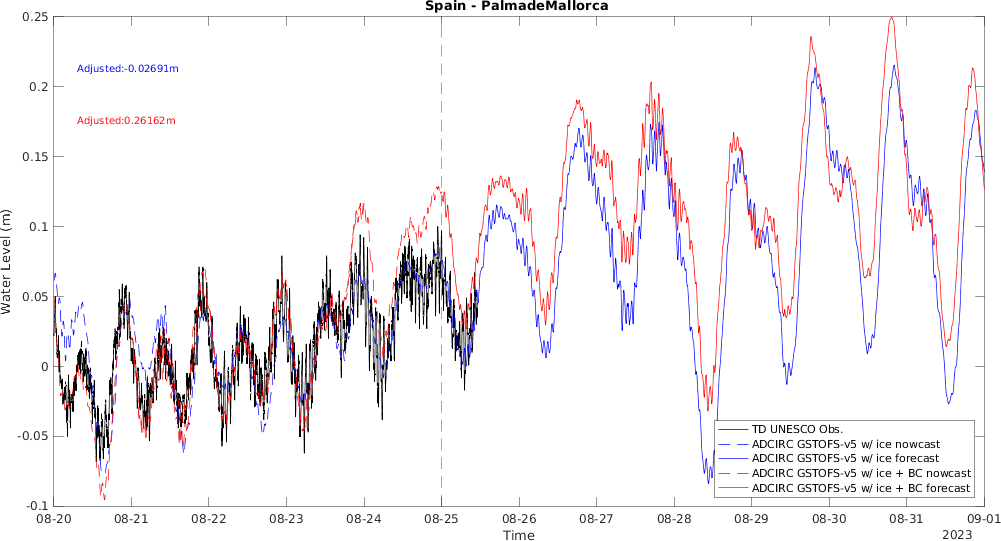 Spain - PalmadeMallorca
0.25
0.2
0.15
0.1
0.05
0
-0.05
-0.1
Water Level (m)
Adjusted:-0.02691m
Adjusted:0.26162m
TD UNESCO Obs.
ADCIRC GSTOFS-v5 w/ ice nowcast
ADCIRC GSTOFS-v5 w/ ice forecast
ADCIRC GSTOFS-v5 w/ ice + BC nowcast
ADCIRC GSTOFS-v5 w/ ice + BC forecast
08-20 08-21 08-22 08-23 08-24 08-25 08-26 08-27 08-28 08-29 08-30 08-31 09-01
Time
2023